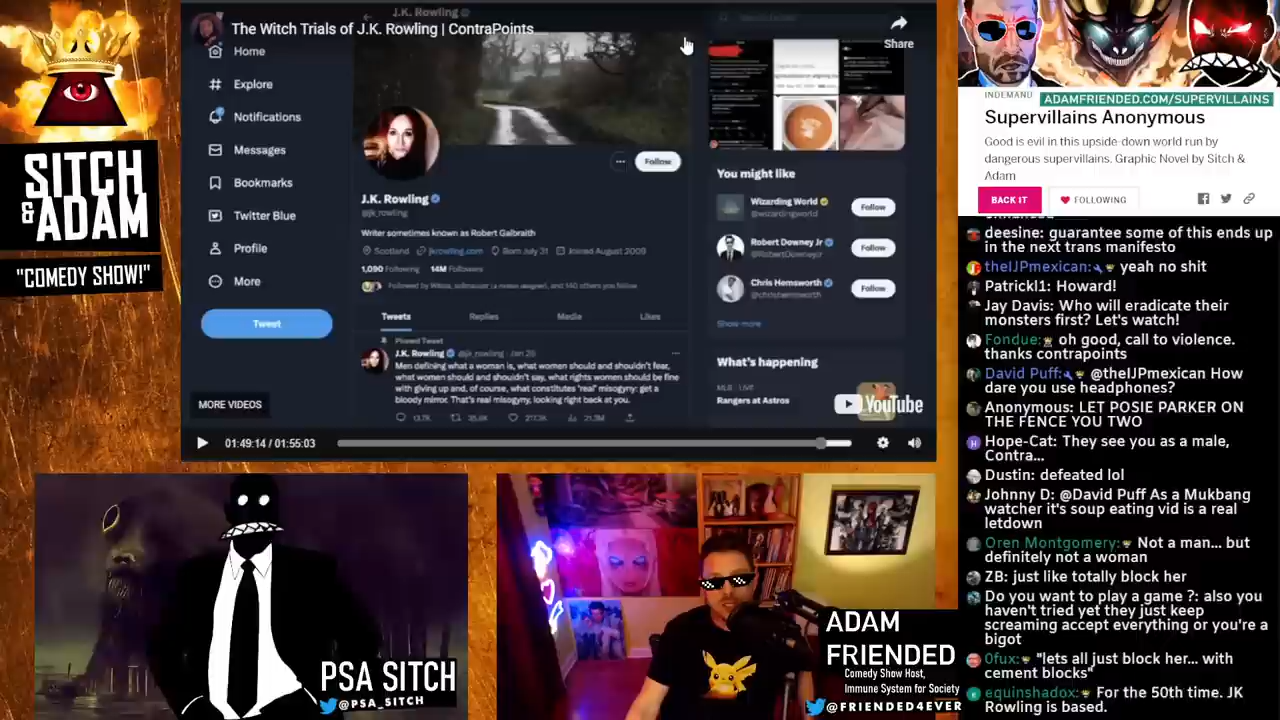 SITCH
& ADAM
"COMEDY SHOW!"
J.K. Rowling
The Witch Trials of J.K. Rowling | ContraPoints
Share
Home
Explore
Notifications
Messages
Bookmarks
Twitter Blue
Profile
More
Tweet
MORE VIDEOS
Follow
J.K. Rowling
@jk_rowling
Writer sometimes known as Robert Galbraith
Scotland jkrowling.com Born July 31 Joined August 2009
1,090 Following 14M Followers
Tweets Replies Media Likes
Pinned Tweet
J.K. Rowling @jk_rowling
Men defining what a woman is, what women should and shouldn't fear,
what women should and shouldn't say, what rights women should be fine
with giving up and, of course, what constitutes 'real' misogyny: get a
bloody mirror. That's real misogyny, looking right back at you.
You might like
Wizarding World
@wizardingworld
Follow
Robert Downey Jr
@RobertDowneyJr
Follow
Chris Hemsworth
@chrishemsworth
Follow
Show more
What's happening
Rangers at Astros
YouTube
01:49:14 / 01:55:03
PSA SITCH
@PSA_SITCH
ADAM
FRIENDED
Comedy Show Host,
Immune System for Society
@FRIENDED4EVER
INDEMAND
ADAMFRIENDED.COM/SUPERVILLAINS
Supervillains Anonymous
Good is evil in this upside-down world run by
dangerous supervillains. Graphic Novel by Sitch &
Adam
BACK IT
FOLLOWING
deesine: guarantee some of this ends up
in the next trans manifesto
theIJPmexican: yeah no shit
Patrickl1: Howard!
Jay Davis: Who will eradicate their
monsters first? Let's watch!
Fondue: oh good, call to violence.
thanks contrapoints
David Puff: @theIJPmexican How
dare you use headphones?
Anonymous: LET POSIE PARKER ON
THE FENCE YOU TWO
Hope-Cat: They see you as a male,
Contra...
Dustin: defeated lol
Johnny D: @David Puff As a Mukbang
watcher it's soup eating vid is a real
letdown
Oren Montgomery: Not a man... but
definitely not a woman
ZB: just like totally block her
Do you want to play a game ?: also you
haven't tried yet they just keep
screaming accept everything or you're a
bigot
0fux: "lets all just block her... with
cement blocks"
equinshadox: For the 50th time. JK
Rowling is based.